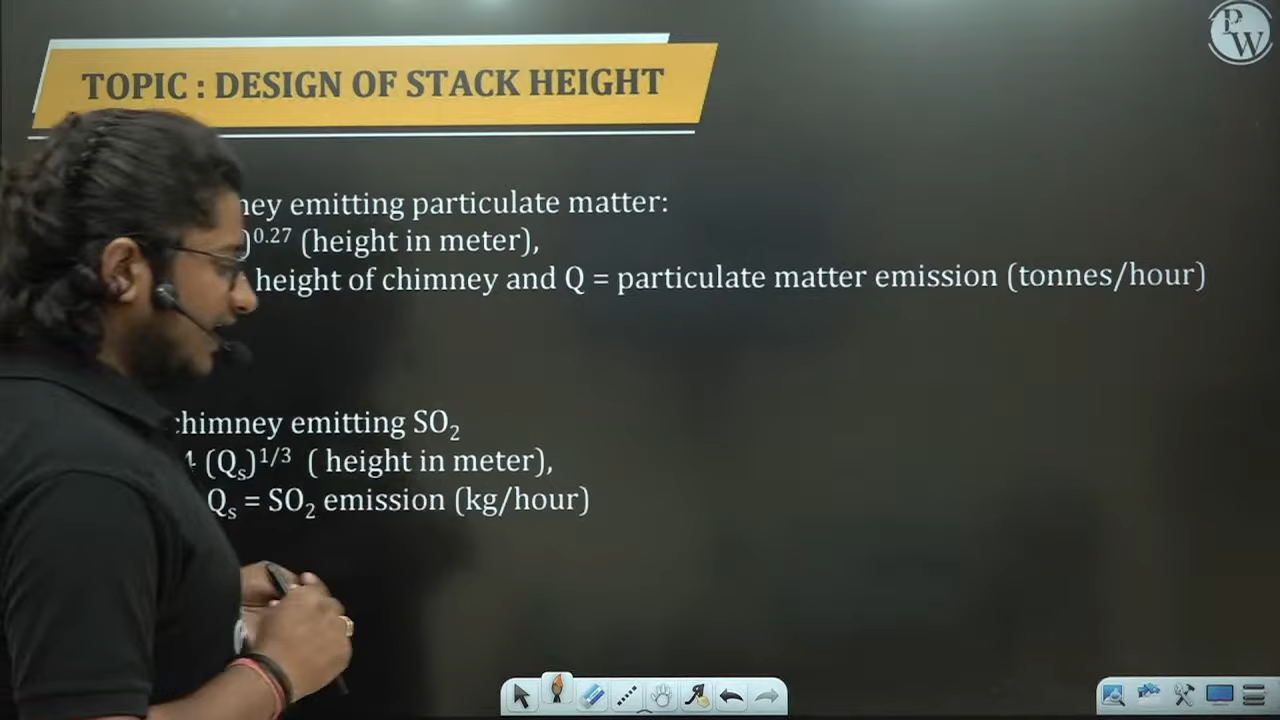 PW
TOPIC : DESIGN OF STACK HEIGHT
emitting particulate matter:
)^0.27 (height in meter),
height of chimney and Q = particulate matter emission (tonnes/hour)
chimney emitting SO₂
(Qₛ)^1/3 ( height in meter),
Qₛ = SO₂ emission (kg/hour)